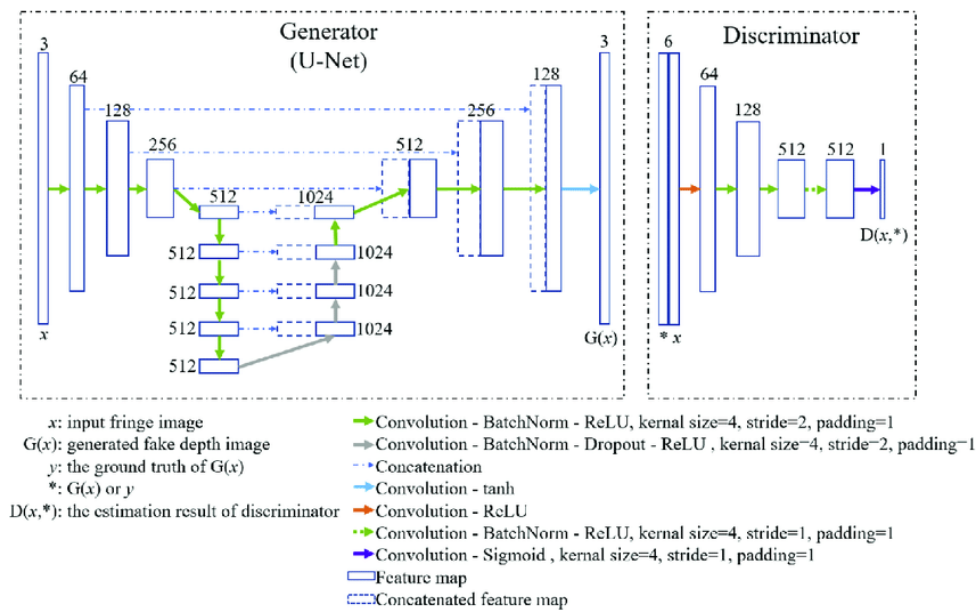 Generator
(U-Net)
3
64
128
256
512
512
512
512
512
1024
1024
1024
1024
512
256
128
3
x
G(x)
Discriminator
6
64
128
512
512
1
D(x,*)
* x
x: input fringe image
G(x): generated fake depth image
y: the ground truth of G(x)
*: G(x) or y
D(x,*): the estimation result of discriminator
Convolution - BatchNorm - ReLU, kernal size=4, stride=2, padding=1
Convolution - BatchNorm - Dropout - ReLU , kernal size=4, stride=2, padding=1
Concatenation
Convolution - tanh
Convolution - ReLU
Convolution - BatchNorm - ReLU, kernal size=4, stride=1, padding=1
Convolution - Sigmoid , kernal size=4, stride=1, padding=1
Feature map
Concatenated feature map